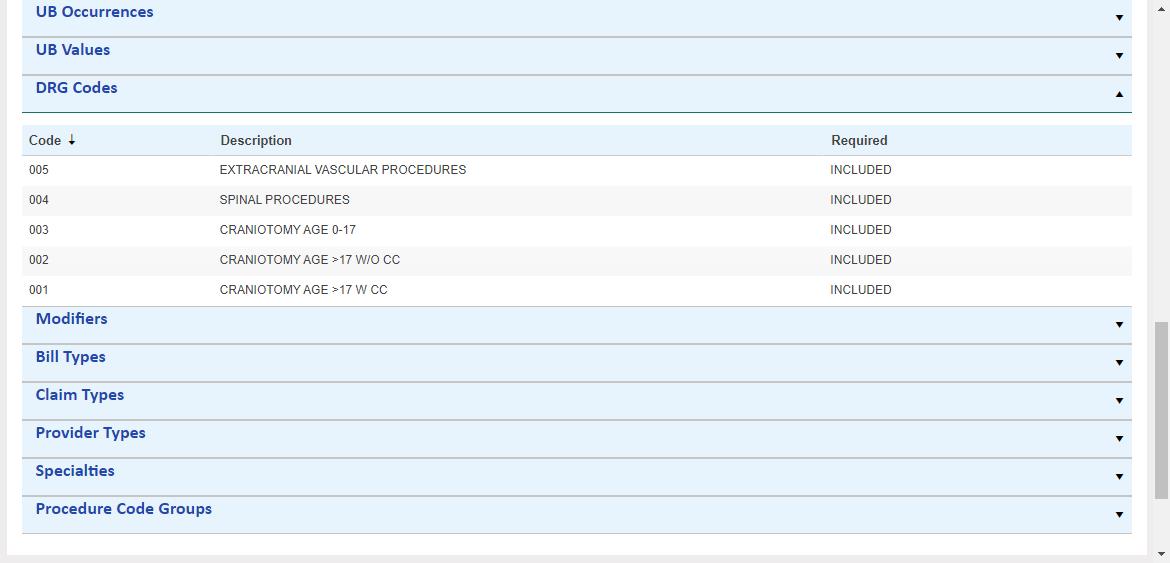 UB Occurrences
UB Values
DRG Codes
Code Description Required
005 EXTRACRANIAL VASCULAR PROCEDURES INCLUDED
004 SPINAL PROCEDURES INCLUDED
003 CRANIOTOMY AGE 0-17 INCLUDED
002 CRANIOTOMY AGE >17 W/O CC INCLUDED
001 CRANIOTOMY AGE >17 W CC INCLUDED
Modifiers
Bill Types
Claim Types
Provider Types
Specialties
Procedure Code Groups